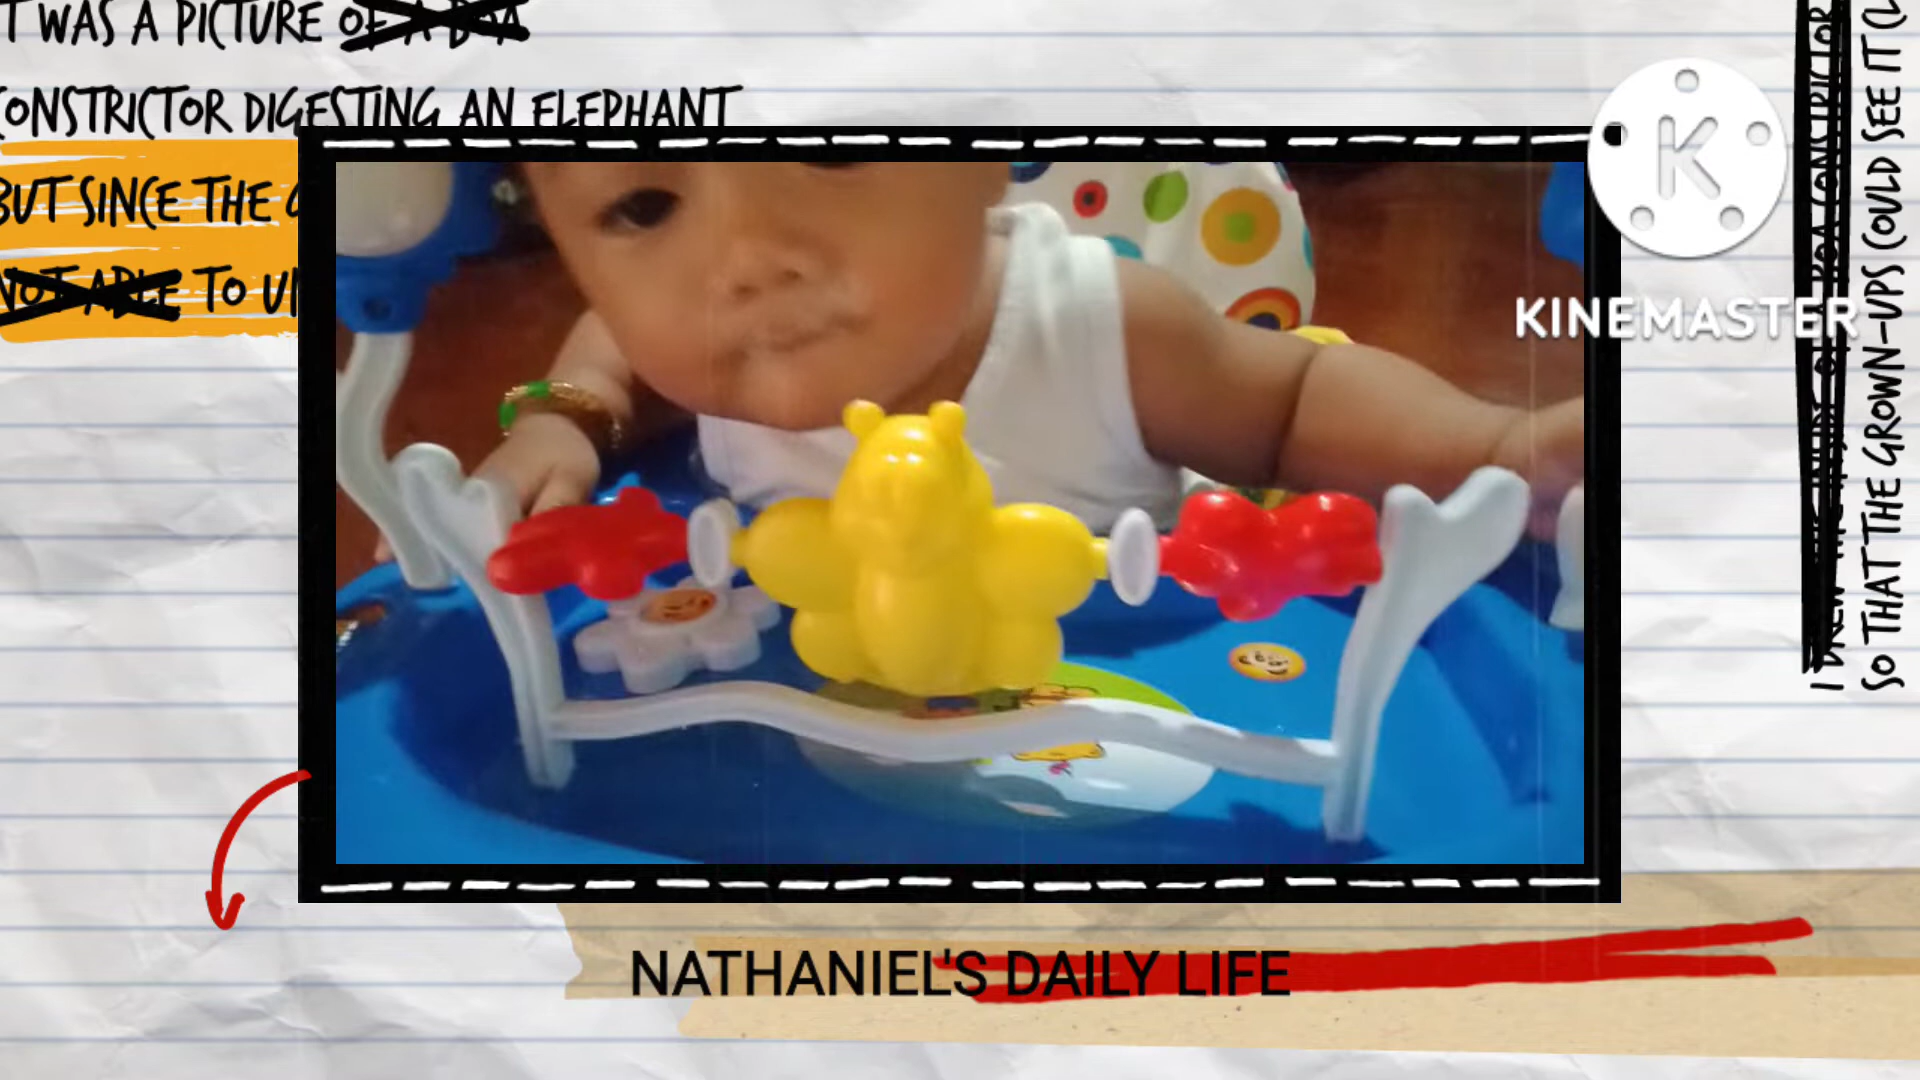 T WAS A PICTURE OF A BOA
CONSTRICTOR DIGESTING AN ELEPHANT
BUT SINCE THE
NOT ABLE TO
K
KINEMASTER
SO THAT THE GROWN-UPS COULD SEE IT
NATHANIEL'S DAILY LIFE